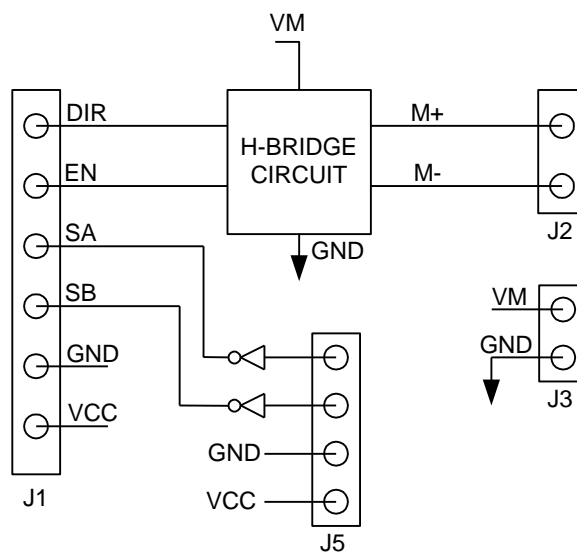 VM
DIR
H-BRIDGE
CIRCUIT
M+
EN
M-
SA
GND
J2
SB
VM
GND
GND
J3
VCC
GND
VCC
J1
J5